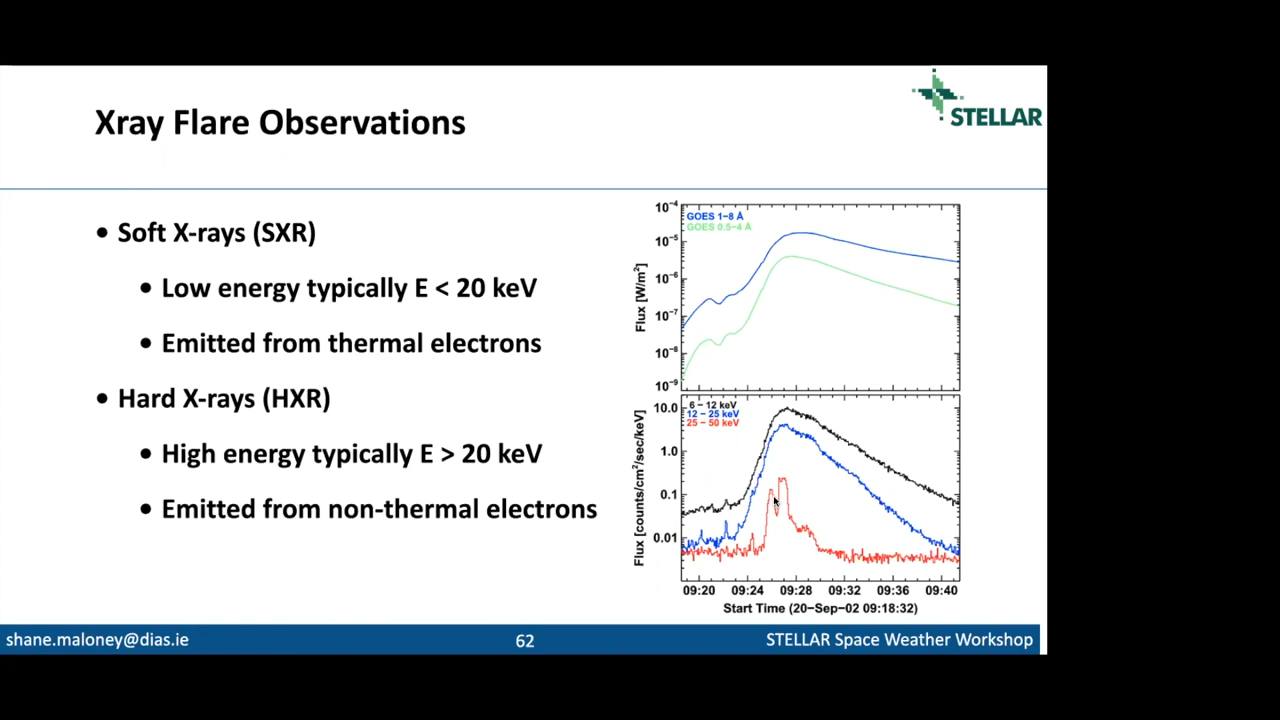 Xray Flare Observations
STELLAR
• Soft X-rays (SXR)
• Low energy typically E < 20 keV
• Emitted from thermal electrons
• Hard X-rays (HXR)
• High energy typically E > 20 keV
• Emitted from non-thermal electrons
GOES 1−8 Å
GOES 0.5−4 Å
10⁻⁴
10⁻⁵
10⁻⁶
10⁻⁷
10⁻⁸
10⁻⁹
Flux [W/m²]
6 − 12 keV
12 − 25 keV
25 − 50 keV
10.0
1.0
0.1
0.01
Flux [counts/cm²/sec/keV]
09:20 09:24 09:28 09:32 09:36 09:40
Start Time (20−Sep−02 09:18:32)
shane.maloney@dias.ie
62
STELLAR Space Weather Workshop